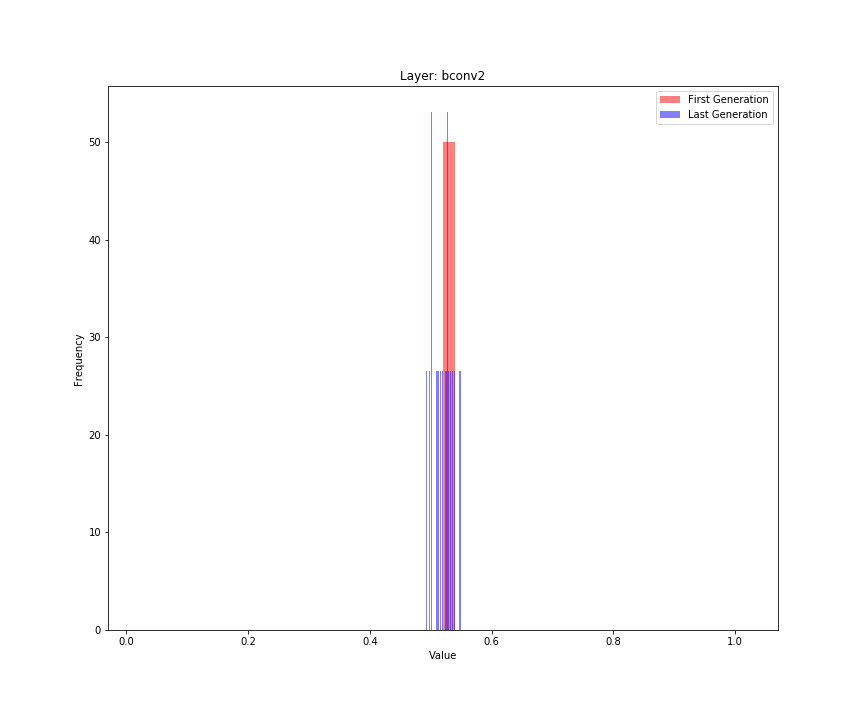 Layer: bconv2
First Generation
Last Generation
Frequency
50
40
30
20
10
0
0.0 0.2 0.4 0.6 0.8 1.0
Value